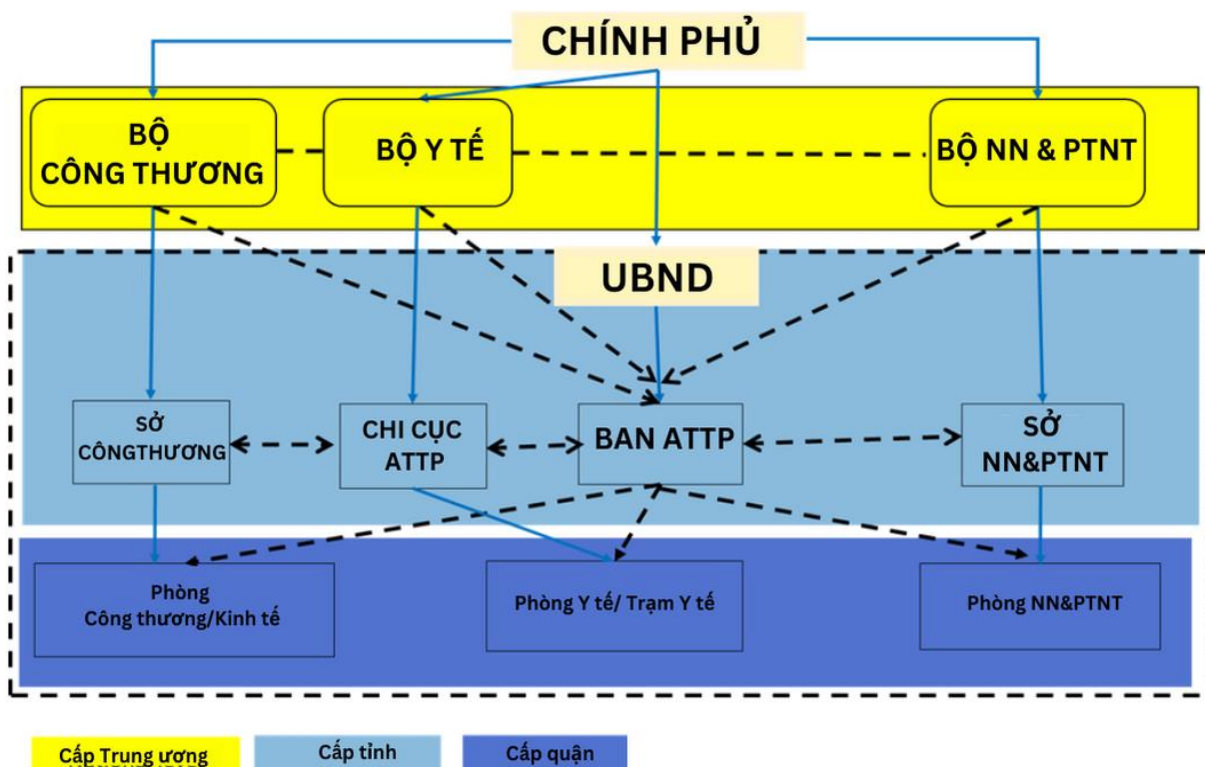 CHÍNH PHỦ
BỘ
CÔNG THƯƠNG
BỘ Y TẾ
BỘ NN & PTNT
UBND
SỞ
CÔNGTHƯƠNG
CHI CỤC
ATTP
BAN ATTP
SỞ
NN&PTNT
Phòng
Công thương/Kinh tế
Phòng Y tế/ Trạm Y tế
Phòng NN&PTNT
Cấp Trung ương
Cấp tỉnh
Cấp quận